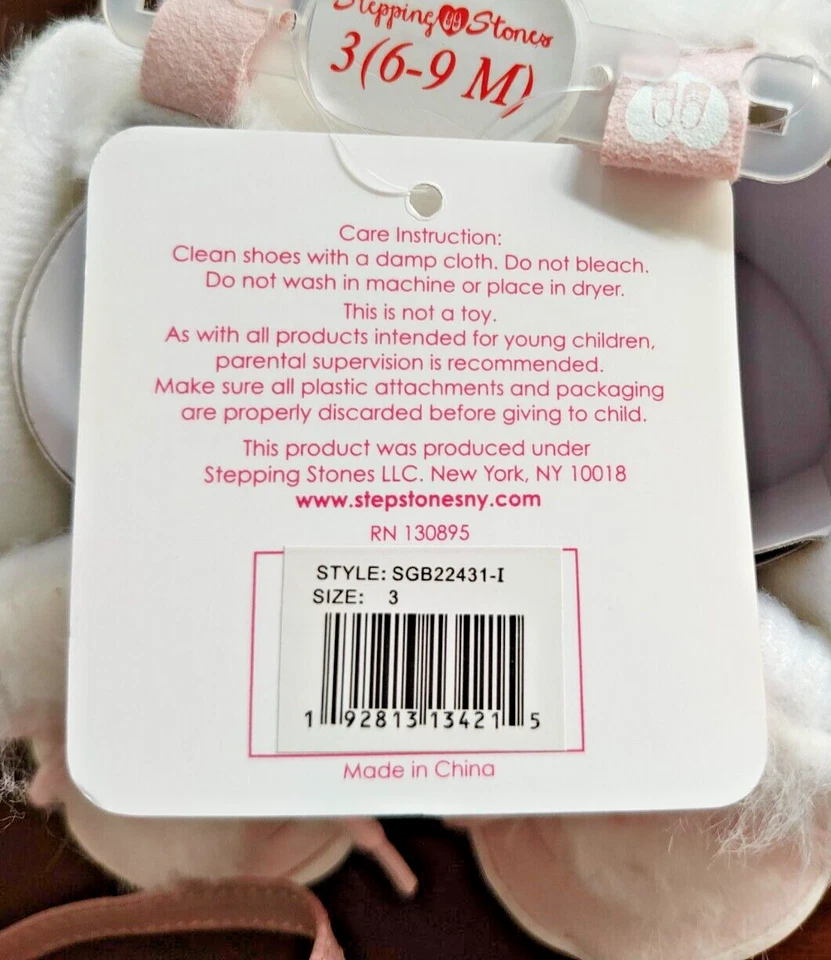 Stepping Stones
3(6-9 M)
Care Instruction:
Clean shoes with a damp cloth. Do not bleach.
Do not wash in machine or place in dryer.
This is not a toy.
As with all products intended for young children,
parental supervision is recommended.
Make sure all plastic attachments and packaging
are properly discarded before giving to child.
This product was produced under
Stepping Stones LLC. New York, NY 10018
www.stepstonesny.com
RN 130895
STYLE: SGB22431-I
SIZE: 3
1 92813 13421 5
Made in China